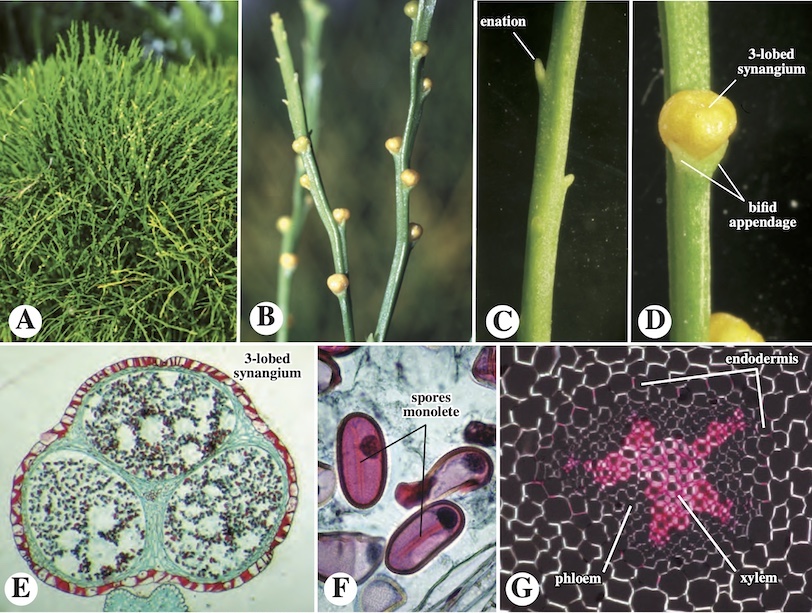 enation
3-lobed
synangium
bifid
appendage
A
B
C
D
3-lobed
synangium
spores
monolete
endodermis
phloem
xylem
E
F
G